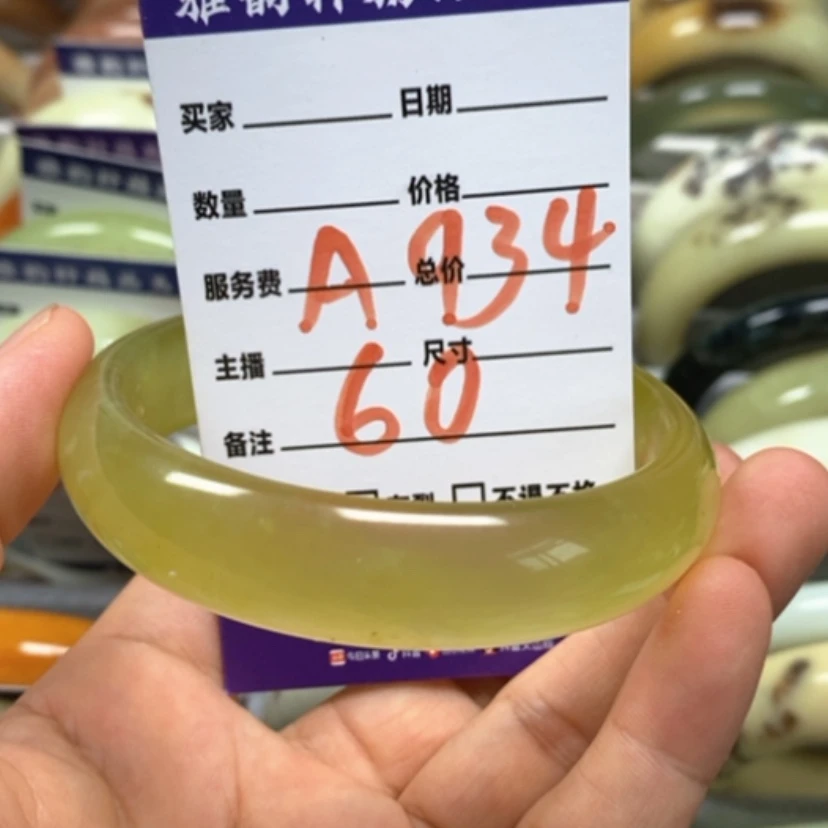 买家 日期
数量 价格
服务费 总价
A 934
主播 尺寸
60
备注
不退不换